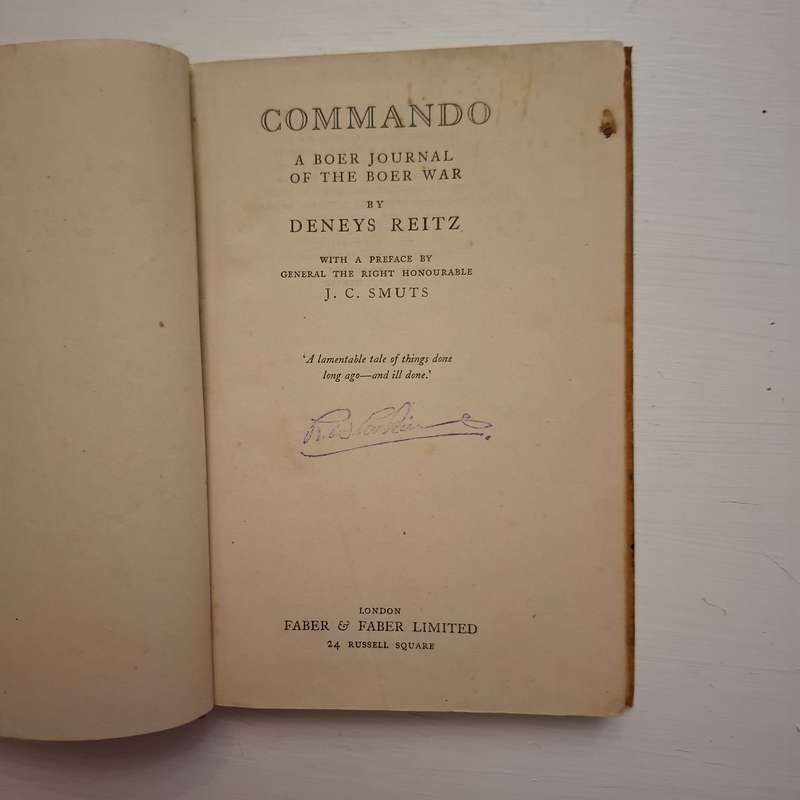 COMMANDO
A BOER JOURNAL
OF THE BOER WAR
BY
DENEYS REITZ
WITH A PREFACE BY
GENERAL THE RIGHT HONOURABLE
J. C. SMUTS
‘A lamentable tale of things done
long ago—and ill done.’
LONDON
FABER & FABER LIMITED
24 RUSSELL SQUARE